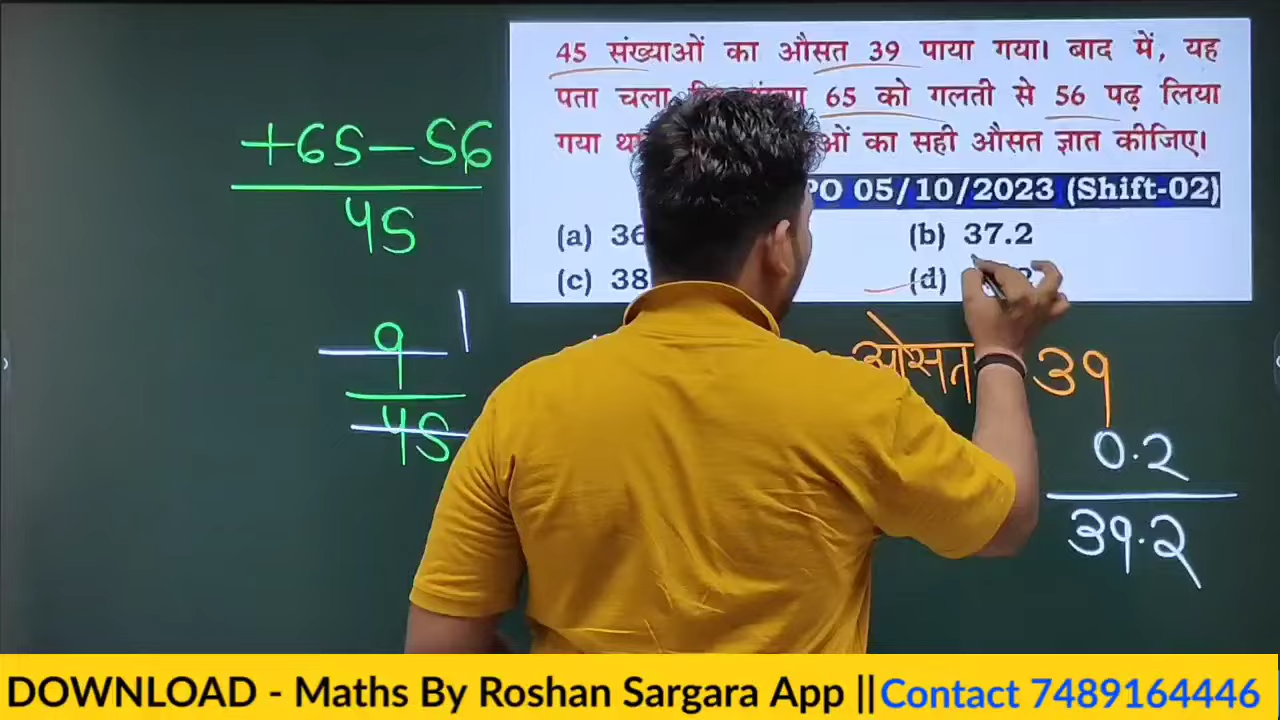 45 संख्याओं का औसत 39 पाया गया। बाद में, यह
पता चला 65 को गलती से 56 पढ़ लिया
गया का सही औसत ज्ञात कीजिए।
05/10/2023 (Shift-02)
(a) (b) 37.2
(c) 38 (d)
+65-56
45
9 1
45
औसत 39
0.2
39.2
DOWNLOAD - Maths By Roshan Sargara App || Contact 7489164446